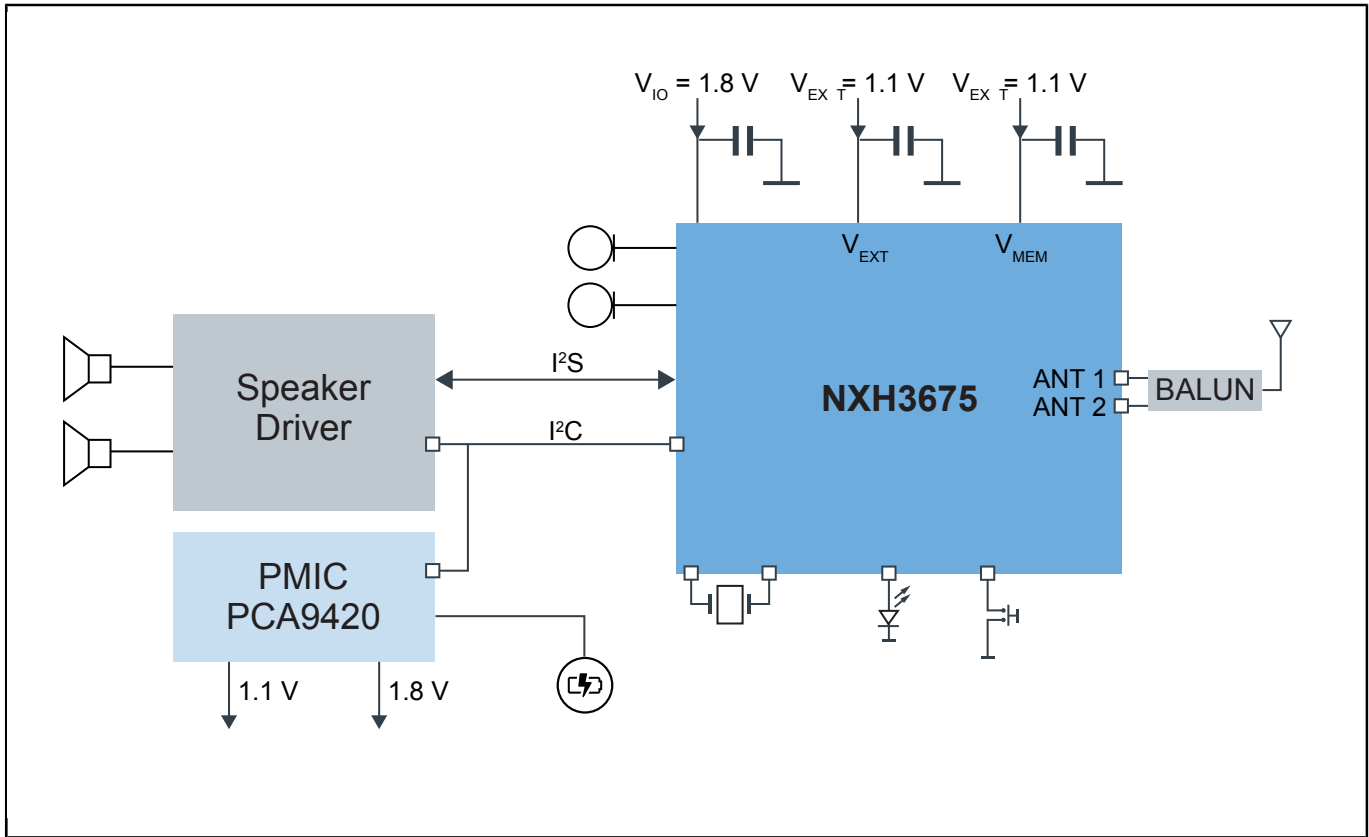 V_IO = 1.8 V
V_EX T= 1.1 V
V_EX T= 1.1 V
V_EXT
V_MEM
Speaker
Driver
I²S
I²C
NXH3675
ANT 1
ANT 2
BALUN
PMIC
PCA9420
1.1 V
1.8 V